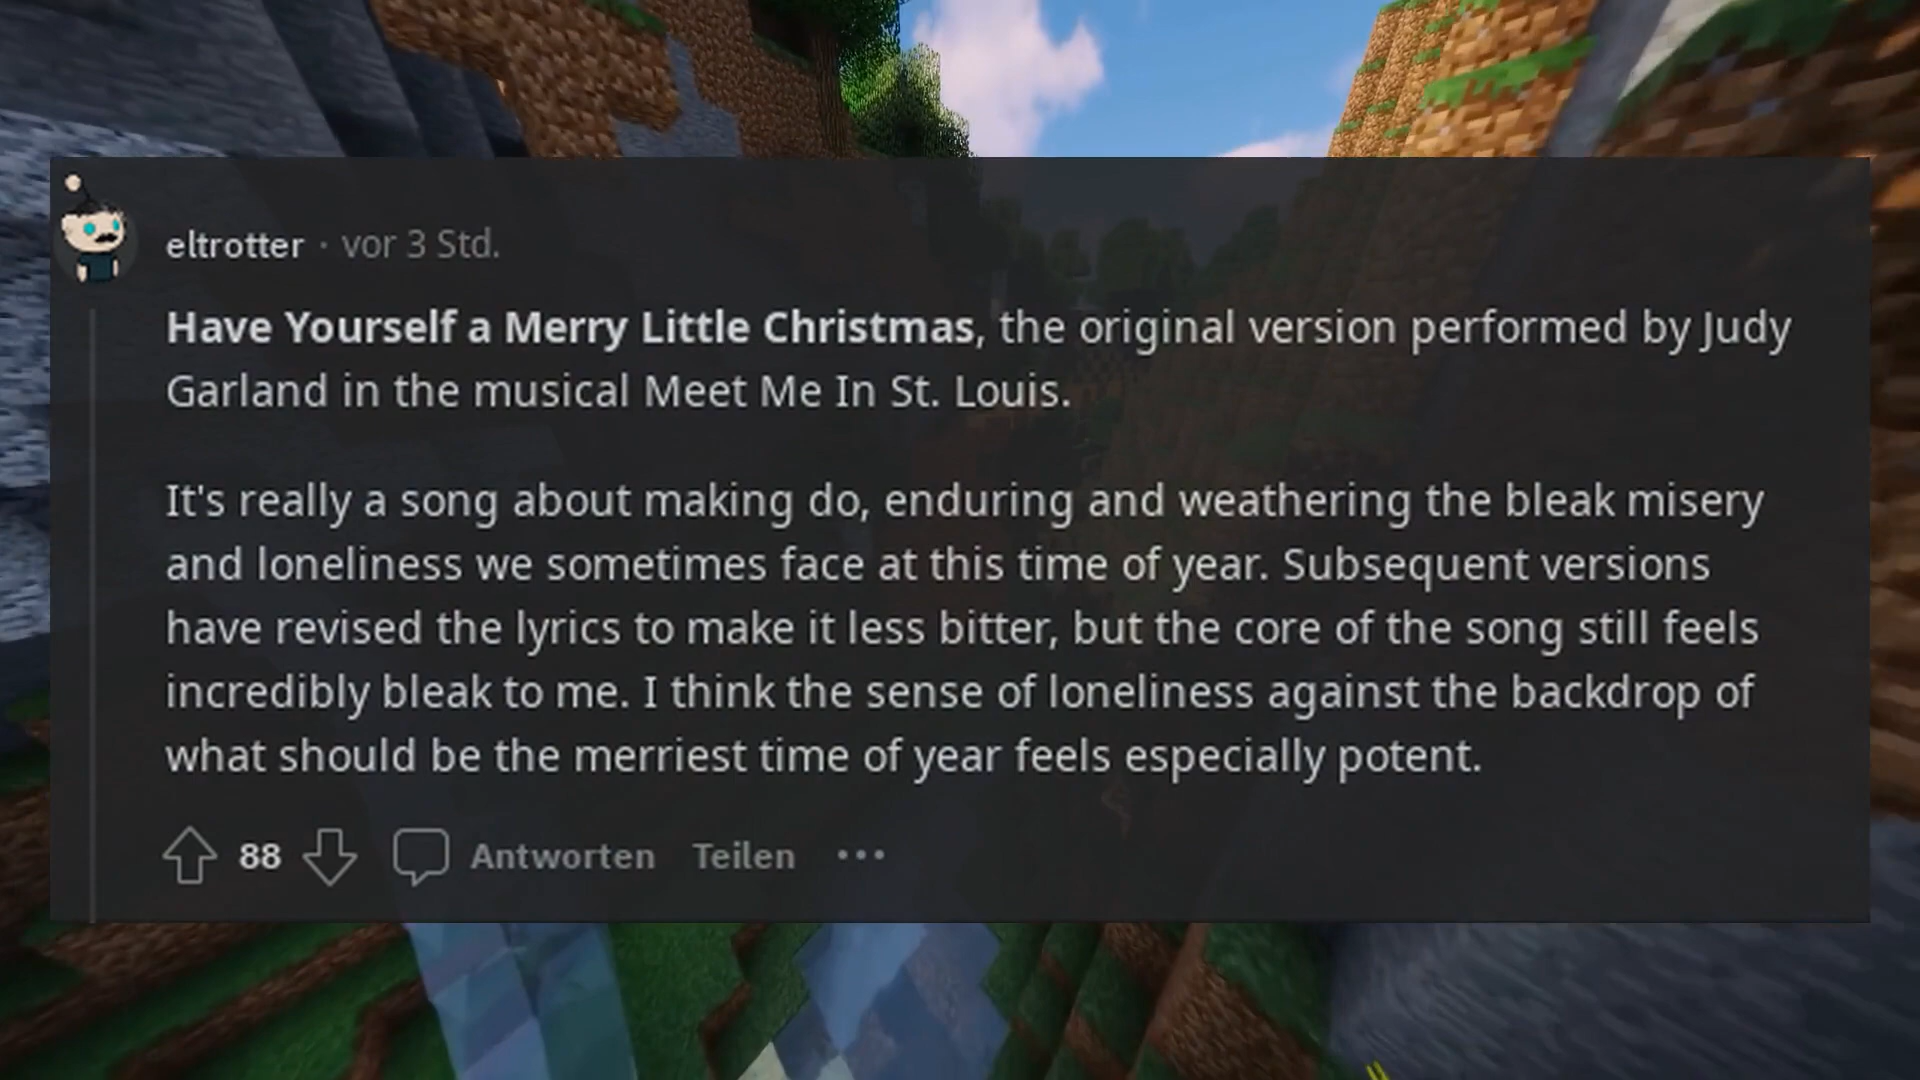 eltrotter · vor 3 Std.
Have Yourself a Merry Little Christmas, the original version performed by Judy
Garland in the musical Meet Me In St. Louis.
It's really a song about making do, enduring and weathering the bleak misery
and loneliness we sometimes face at this time of year. Subsequent versions
have revised the lyrics to make it less bitter, but the core of the song still feels
incredibly bleak to me. I think the sense of loneliness against the backdrop of
what should be the merriest time of year feels especially potent.
88 Antworten Teilen •••